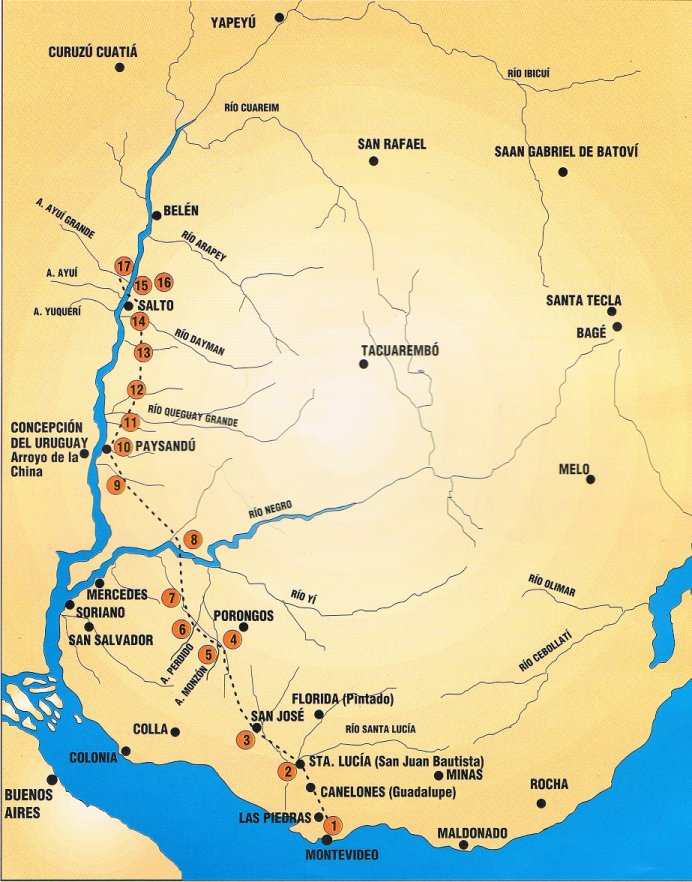 YAPEYÚ
CURUZÚ CUATIÁ
RÍO IBICUÍ
RÍO CUAREIM
SAN RAFAEL
SAAN GABRIEL DE BATOVÍ
A. AYUÍ GRANDE
BELÉN
RÍO ARAPEY
17
A. AYUÍ
15
16
SALTO
A. YUQUERÍ
14
SANTA TECLA
BAGÉ
RÍO DAYMAN
13
TACUAREMBÓ
12
RÍO QUEGUAY GRANDE
11
CONCEPCIÓN
DEL URUGUAY
Arroyo de la
China
10
PAYSANDÚ
9
MELO
RÍO NEGRO
8
MERCEDES
SORIANO
SAN SALVADOR
7
RÍO YÍ
RÍO OLIMAR
PORONGOS
6
4
5
A. PERDIDO
A. MONZÓN
RÍO CEBOLLATÍ
FLORIDA (Pintado)
SAN JOSÉ
3
COLLA
RÍO SANTA LUCÍA
COLONIA
2
STA. LUCÍA (San Juan Bautista)
MINAS
BUENOS
AIRES
CANELONES (Guadalupe)
ROCHA
LAS PIEDRAS
1
MALDONADO
MONTEVIDEO